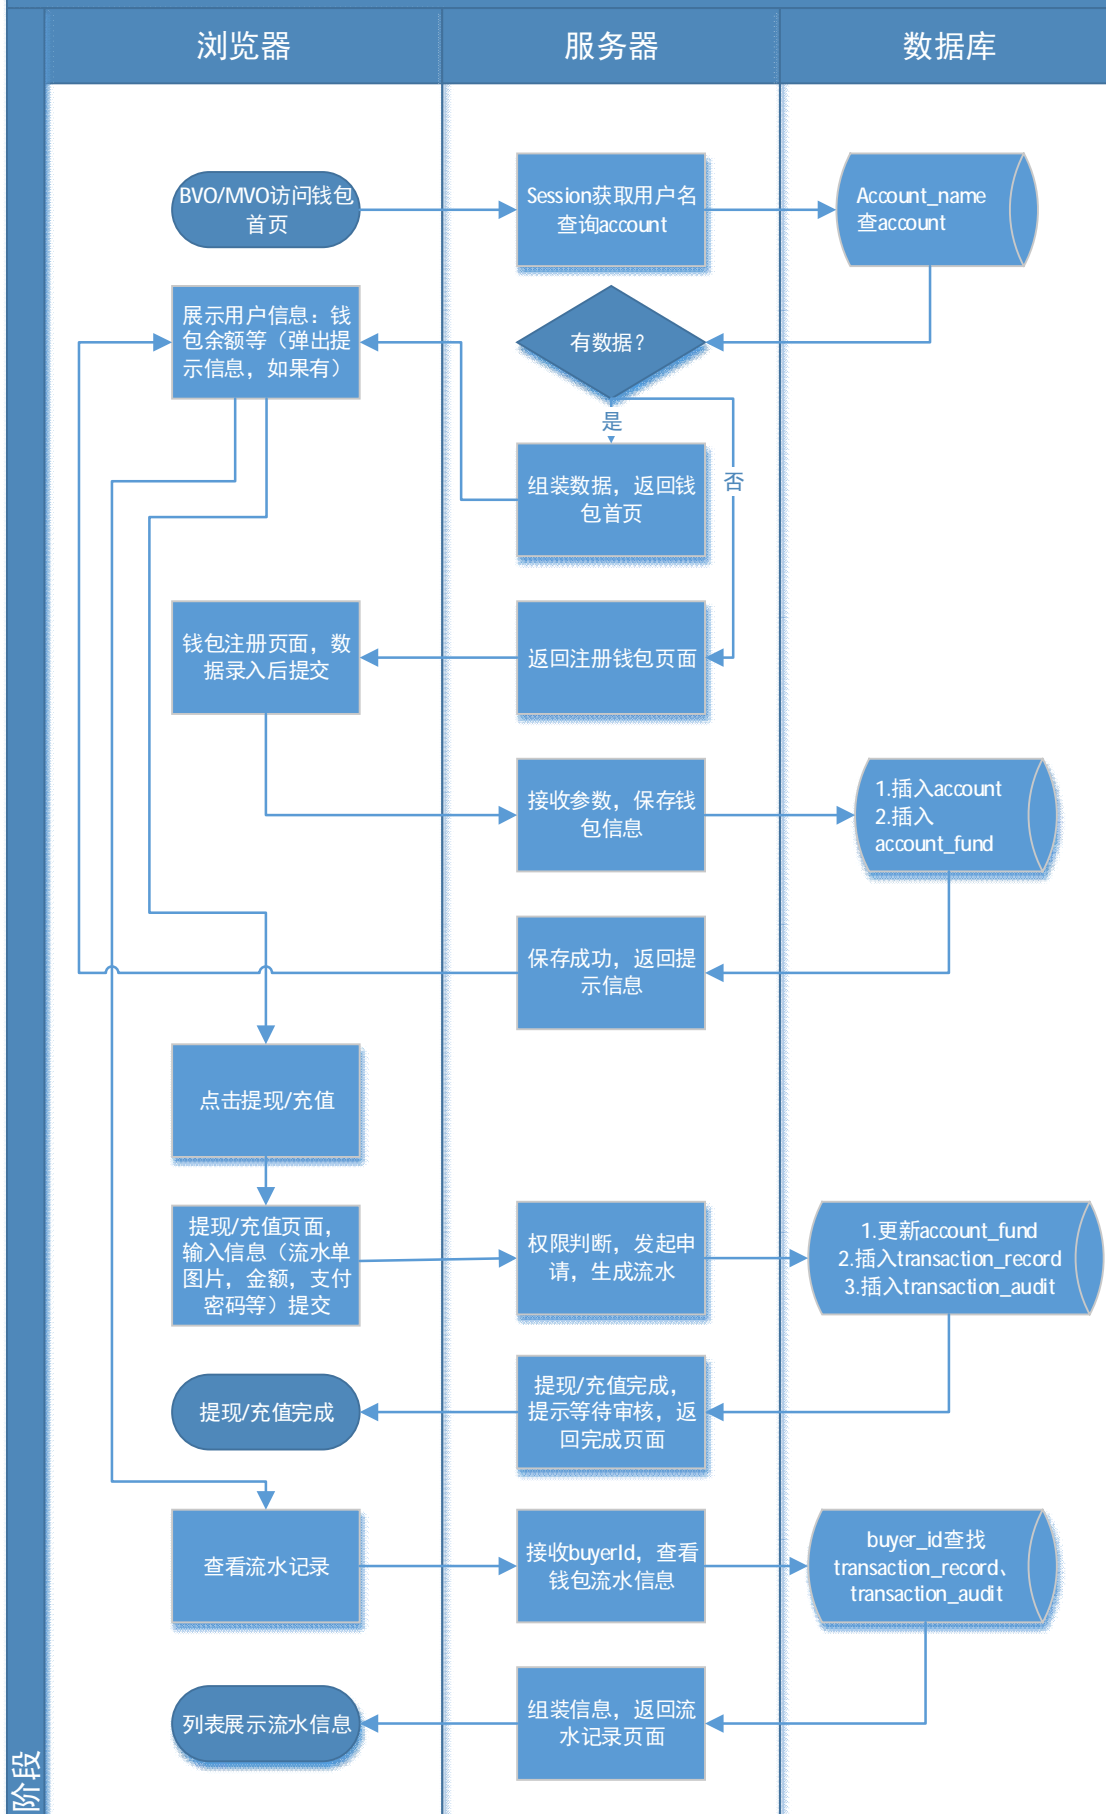 浏览器
服务器
数据库
BVO/MVO访问钱包
首页
Session获取用户名
查询account
Account_name
查account
展示用户信息：钱
包余额等（弹出提
示信息，如果有）
有数据？
是
否
组装数据，返回钱
包首页
钱包注册页面，数
据录入后提交
返回注册钱包页面
接收参数，保存钱
包信息
1.插入account
2.插入
account_fund
保存成功，返回提
示信息
点击提现/充值
提现/充值页面，
输入信息（流水单
图片，金额，支付
密码等）提交
权限判断，发起申
请，生成流水
1.更新account_fund
2.插入transaction_record
3.插入transaction_audit
提现/充值完成
提现/充值完成，
提示等待审核，返
回完成页面
查看流水记录
接收buyerId，查看
钱包流水信息
buyer_id查找
transaction_record、
transaction_audit
列表展示流水信息
组装信息，返回流
水记录页面
阶段